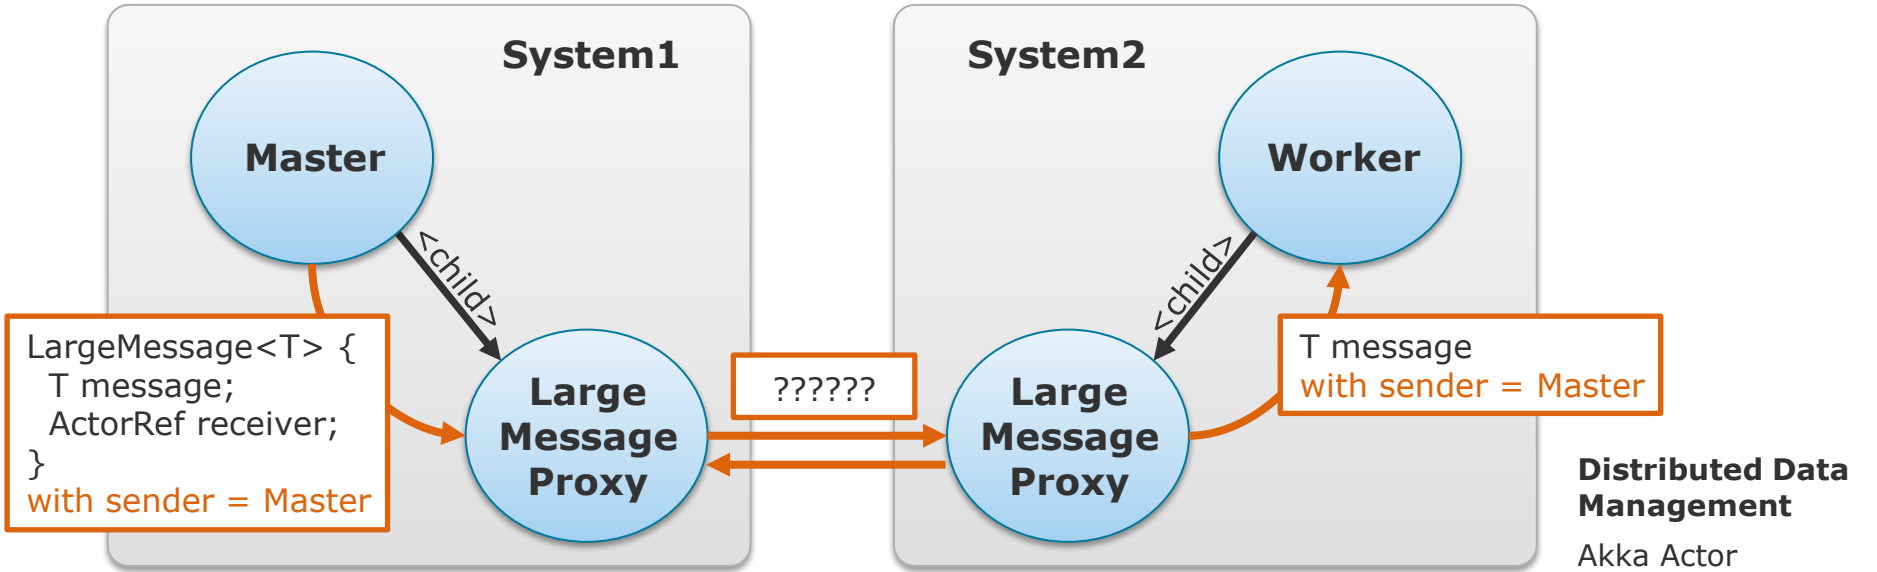 System1
System2
Master
Worker
<child>
<child>
LargeMessage<T> {
T message;
ActorRef receiver;
}
with sender = Master
Large
Message
Proxy
??????
Large
Message
Proxy
T message
with sender = Master
Distributed Data
Management
Akka Actor